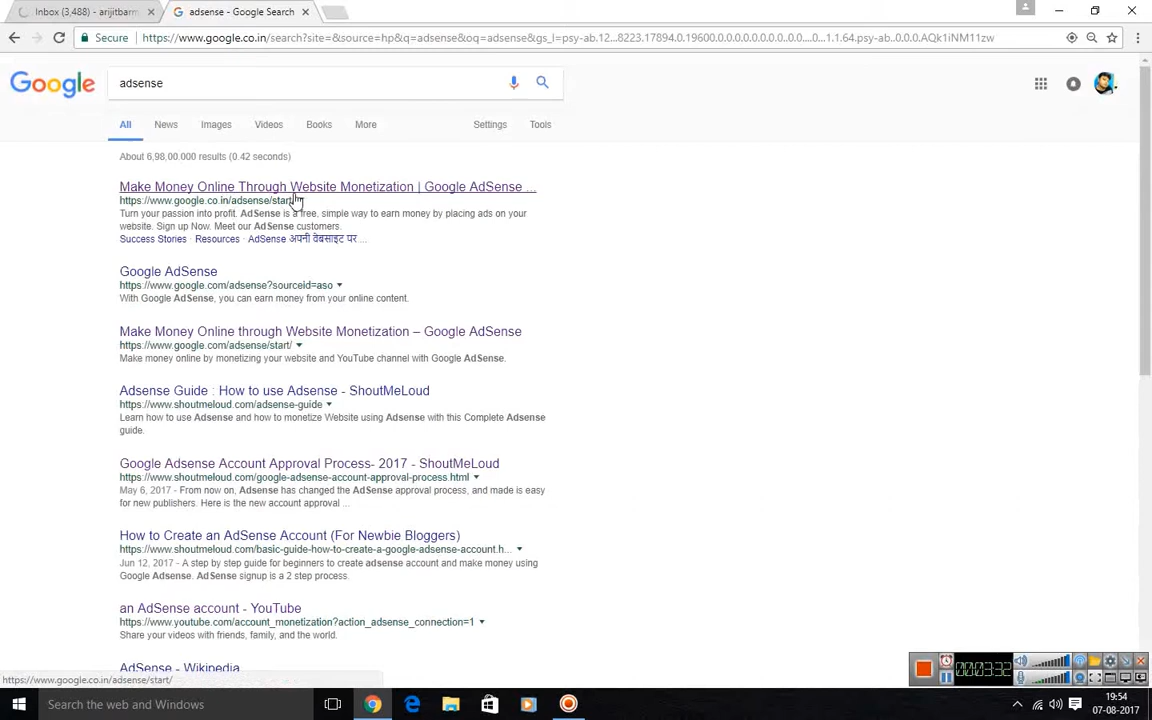 Inbox (3,488) - arijitbarm
adsense - Google Search
Secure https://www.google.co.in/search?site=&source=hp&q=adsense&oq=adsense&gs_l=psy-ab.12...8223.17894.0.19600.0.0.0.0.0.0.0.0..0.0....0...1.1.64.psy-ab..0.0.0.AQk1iNM11zw
Google
adsense
All News Images Videos Books More Settings Tools
About 6,98,00,000 results (0.42 seconds)
Make Money Online Through Website Monetization | Google AdSense ...
https://www.google.co.in/adsense/start/
Turn your passion into profit. AdSense is a free, simple way to earn money by placing ads on your
website. Sign up Now. Meet our AdSense customers.
Success Stories · Resources · AdSense अपनी वेबसाइट पर ...
Google AdSense
https://www.google.com/adsense?sourceid=aso
With Google AdSense, you can earn money from your online content.
Make Money Online through Website Monetization – Google AdSense
https://www.google.com/adsense/start/
Make money online by monetizing your website and YouTube channel with Google AdSense.
Adsense Guide : How to use Adsense - ShoutMeLoud
https://www.shoutmeloud.com/adsense-guide
Learn how to use Adsense and how to monetize Website using Adsense with this Complete Adsense
guide.
Google Adsense Account Approval Process- 2017 - ShoutMeLoud
https://www.shoutmeloud.com/google-adsense-account-approval-process.html
May 6, 2017 - From now on, Adsense has changed the AdSense approval process, and made is easy
for new publishers. Here is the new account approval ...
How to Create an AdSense Account (For Newbie Bloggers)
https://www.shoutmeloud.com/basic-guide-how-to-create-a-google-adsense-account.h...
Jun 12, 2017 - A step by step guide for beginners to create adsense account and make money using
Google Adsense. AdSense signup is a 2 step process.
an AdSense account - YouTube
https://www.youtube.com/account_monetization?action_adsense_connection=1
Share your videos with friends, family, and the world.
AdSense - Wikipedia
https://www.google.co.in/adsense/start/
000:03:32
Search the web and Windows
19:54
07-08-2017